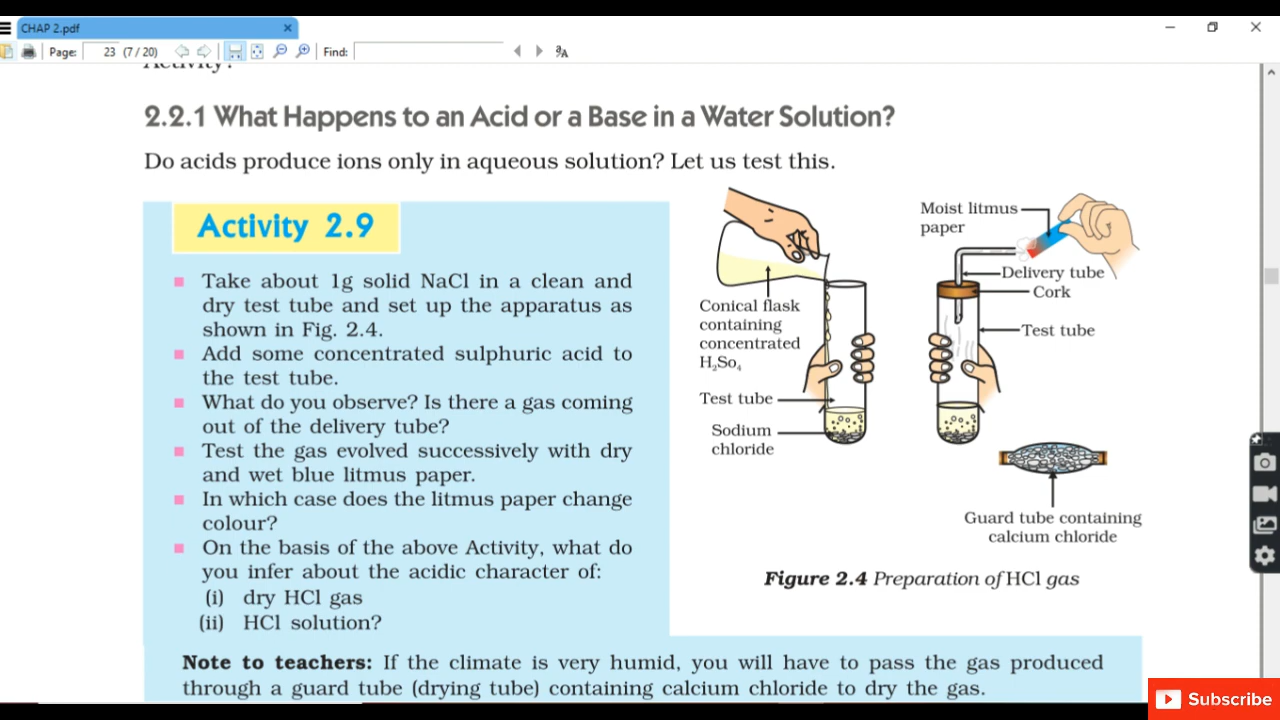 CHAP 2.pdf
Page: 23 (7 / 20) Find:
Activity?
2.2.1 What Happens to an Acid or a Base in a Water Solution?
Do acids produce ions only in aqueous solution? Let us test this.
Activity 2.9
Take about 1g solid NaCl in a clean and
dry test tube and set up the apparatus as
shown in Fig. 2.4.
Add some concentrated sulphuric acid to
the test tube.
What do you observe? Is there a gas coming
out of the delivery tube?
Test the gas evolved successively with dry
and wet blue litmus paper.
In which case does the litmus paper change
colour?
On the basis of the above Activity, what do
you infer about the acidic character of:
(i) dry HCl gas
(ii) HCl solution?
Conical flask
containing
concentrated
H₂So₄
Test tube
Sodium
chloride
Moist litmus
paper
Delivery tube
Cork
Test tube
Guard tube containing
calcium chloride
Figure 2.4 Preparation of HCl gas
Note to teachers: If the climate is very humid, you will have to pass the gas produced
through a guard tube (drying tube) containing calcium chloride to dry the gas.
Subscribe